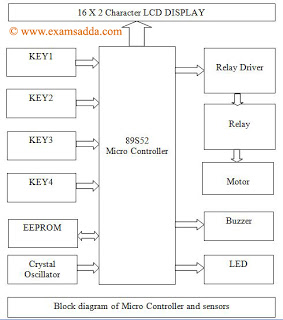 16 X 2 Character LCD DISPLAY
© www.examsadda.com
KEY1
KEY2
KEY3
KEY4
EEPROM
Crystal
Oscillator
89S52
Micro Controller
Relay Driver
Relay
Motor
Buzzer
LED
Block diagram of Micro Controller and sensors